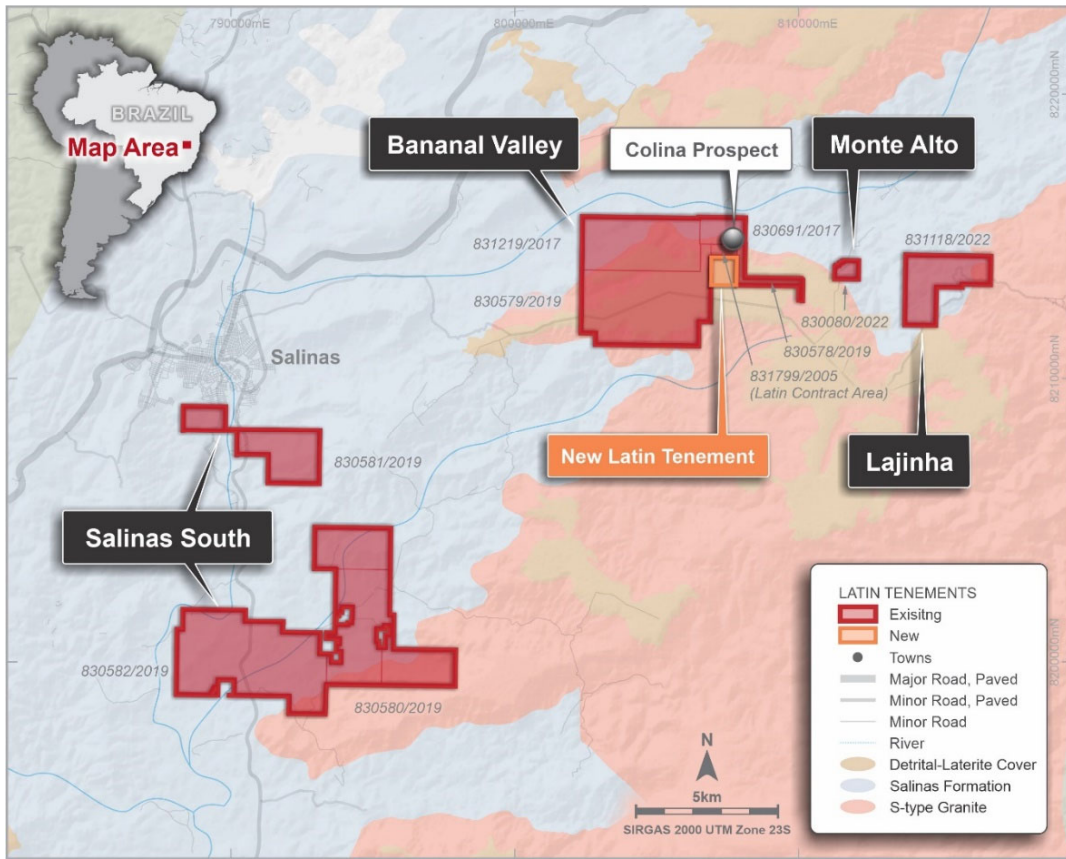 790000mE
800000mE
810000mE
8220000mN
BRAZIL
Map Area
Bananal Valley
Colina Prospect
Monte Alto
831219/2017
830691/2017
831118/2022
830579/2019
830080/2022
830578/2019
831799/2005
(Latin Contract Area)
8210000mN
Salinas
New Latin Tenement
Lajinha
830581/2019
Salinas South
830582/2019
830580/2019
8200000mN
LATIN TENEMENTS
Exisitng
New
Towns
Major Road, Paved
Minor Road, Paved
Minor Road
River
Detrital-Laterite Cover
Salinas Formation
S-type Granite
N
5km
SIRGAS 2000 UTM Zone 23S